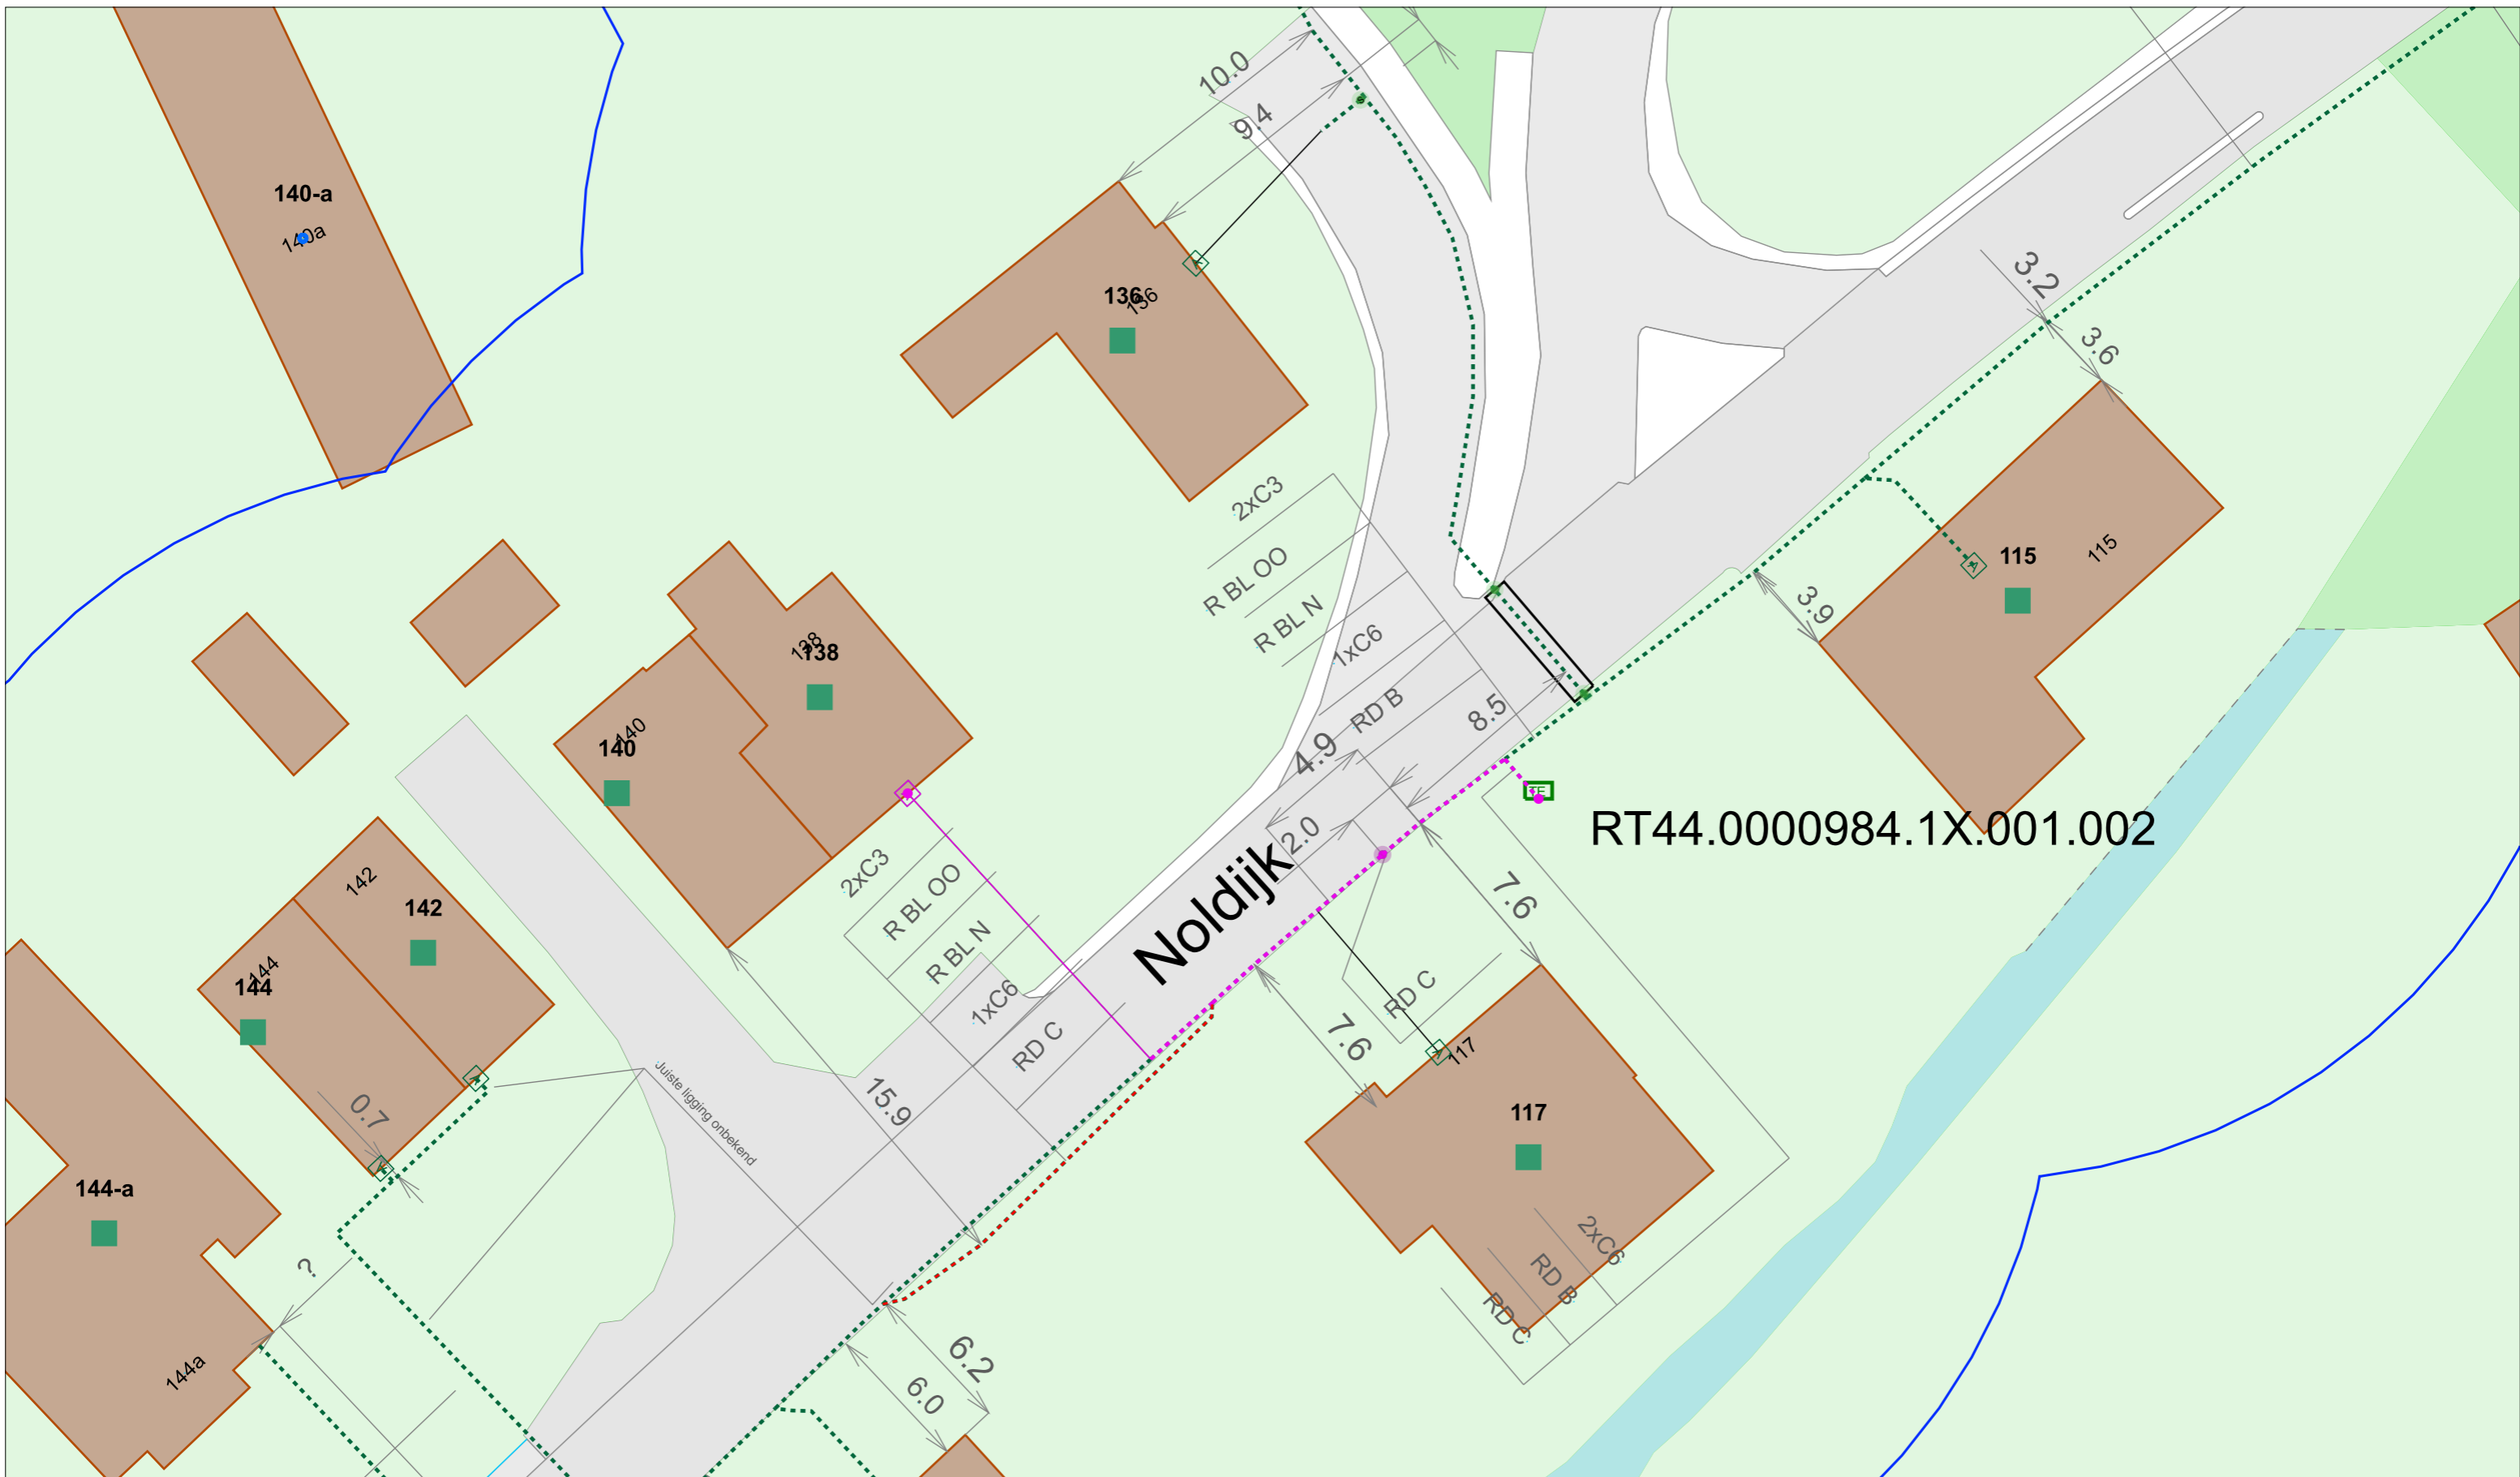 10.0
9.4
140-a
140a
136
136
3.2
3.6
2xC3
R BL OO
R BL N
1xC6
RD B
115
115
3.9
138
138
140
140
8.5
4.9
TE
RT44.0000984.1X.001.002
2.0
Noldijk
2xC3
R BL OO
R BL N
1xC6
RD C
142
142
144
144
7.6
RD C
7.6
117
117
15.9
Juiste ligging onbekend
0.7
144-a
?
144a
2xC6
RD B
RD C
6.2
6.0